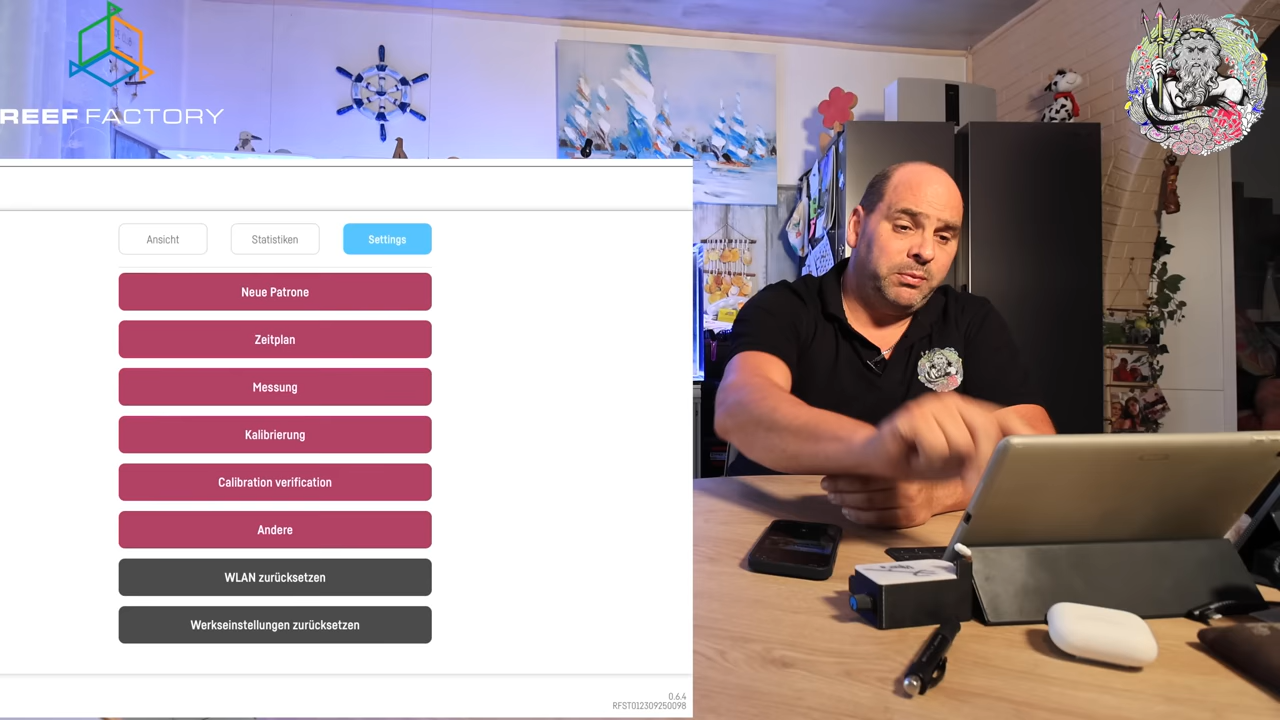 REEF FACTORY
Ansicht
Statistiken
Settings
Neue Patrone
Zeitplan
Messung
Kalibrierung
Calibration verification
Andere
WLAN zurücksetzen
Werkseinstellungen zurücksetzen
0.6.4
RFST012309250098